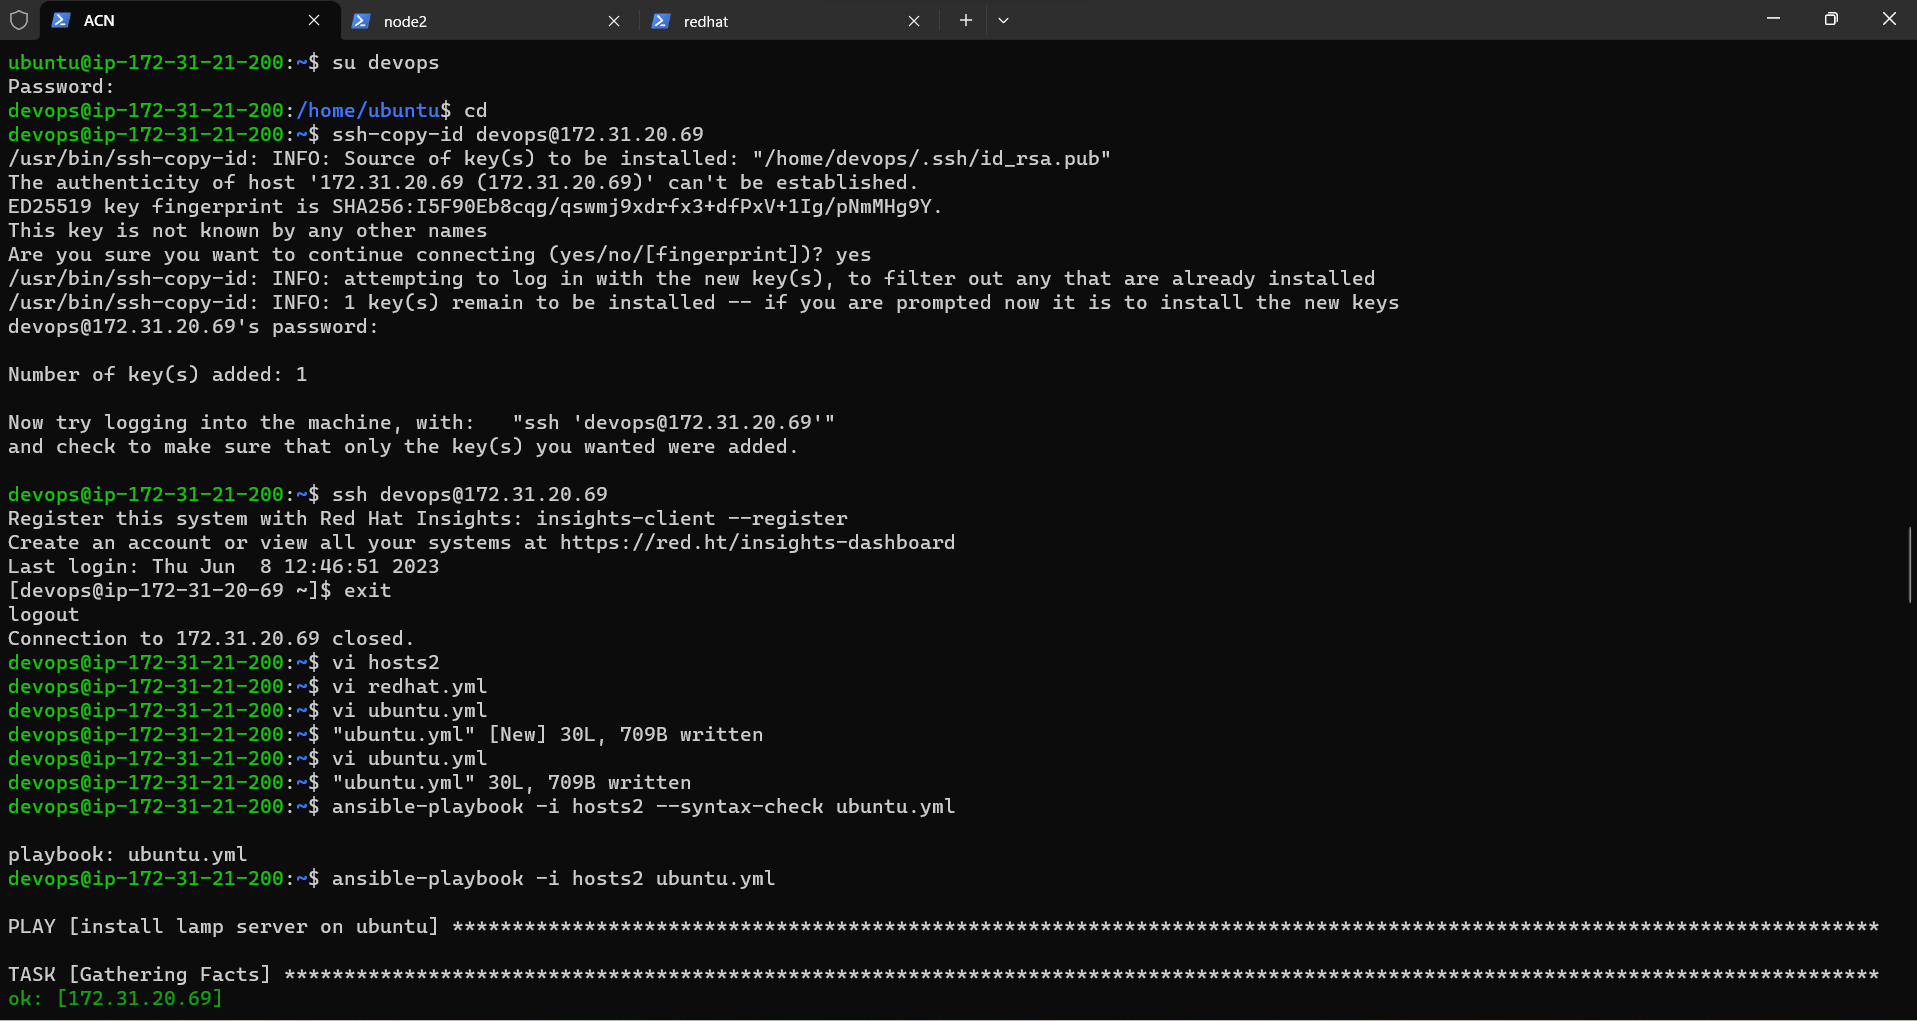 ACN
node2
redhat
ubuntu@ip-172-31-21-200:~$ su devops
Password:
devops@ip-172-31-21-200:/home/ubuntu$ cd
devops@ip-172-31-21-200:~$ ssh-copy-id devops@172.31.20.69
/usr/bin/ssh-copy-id: INFO: Source of key(s) to be installed: "/home/devops/.ssh/id_rsa.pub"
The authenticity of host '172.31.20.69 (172.31.20.69)' can't be established.
ED25519 key fingerprint is SHA256:I5F90Eb8cqg/qswmj9xdrfx3+dfPxV+1Ig/pNmMHg9Y.
This key is not known by any other names
Are you sure you want to continue connecting (yes/no/[fingerprint])? yes
/usr/bin/ssh-copy-id: INFO: attempting to log in with the new key(s), to filter out any that are already installed
/usr/bin/ssh-copy-id: INFO: 1 key(s) remain to be installed -- if you are prompted now it is to install the new keys
devops@172.31.20.69's password:
Number of key(s) added: 1
Now try logging into the machine, with:   "ssh 'devops@172.31.20.69'"
and check to make sure that only the key(s) you wanted were added.
devops@ip-172-31-21-200:~$ ssh devops@172.31.20.69
Register this system with Red Hat Insights: insights-client --register
Create an account or view all your systems at https://red.ht/insights-dashboard
Last login: Thu Jun  8 12:46:51 2023
[devops@ip-172-31-20-69 ~]$ exit
logout
Connection to 172.31.20.69 closed.
devops@ip-172-31-21-200:~$ vi hosts2
devops@ip-172-31-21-200:~$ vi redhat.yml
devops@ip-172-31-21-200:~$ vi ubuntu.yml
devops@ip-172-31-21-200:~$ "ubuntu.yml" [New] 30L, 709B written
devops@ip-172-31-21-200:~$ vi ubuntu.yml
devops@ip-172-31-21-200:~$ "ubuntu.yml" 30L, 709B written
devops@ip-172-31-21-200:~$ ansible-playbook -i hosts2 --syntax-check ubuntu.yml
playbook: ubuntu.yml
devops@ip-172-31-21-200:~$ ansible-playbook -i hosts2 ubuntu.yml
PLAY [install lamp server on ubuntu] ***********************************************************************************************************************
TASK [Gathering Facts] *************************************************************************************************************************************
ok: [172.31.20.69]